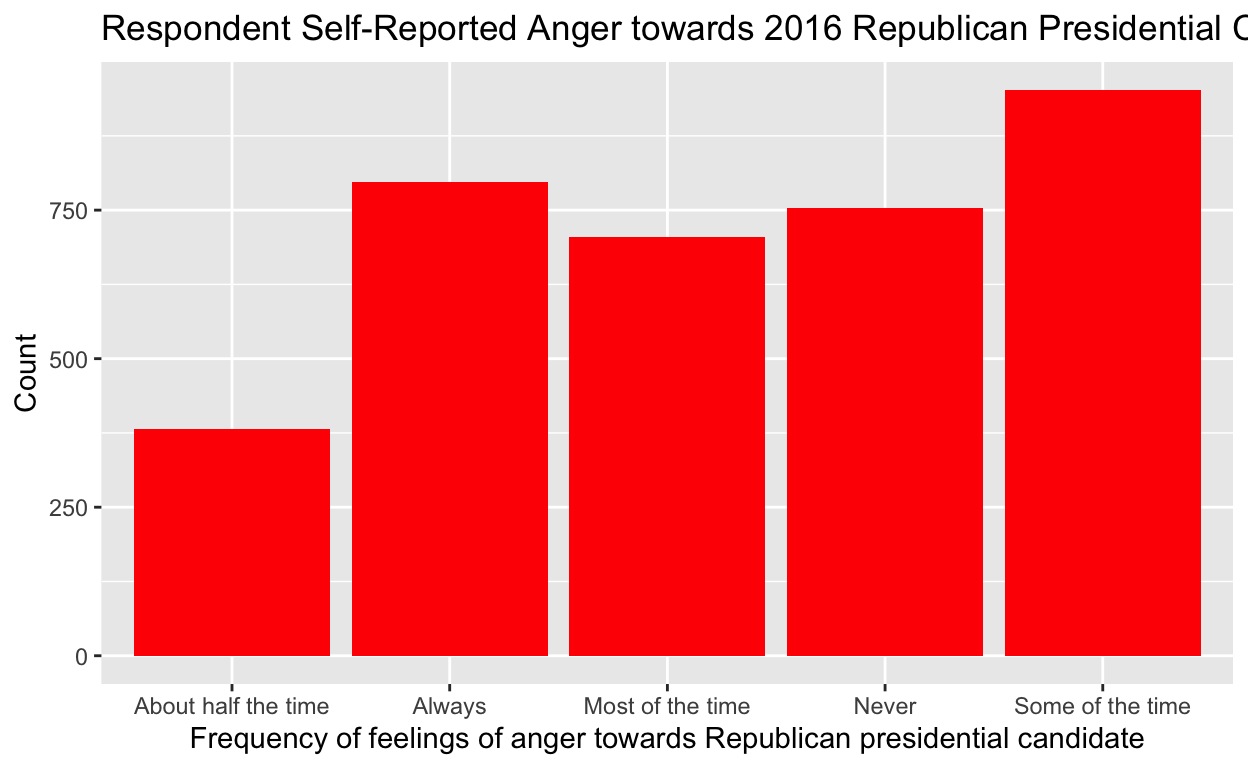 Respondent Self-Reported Anger towards 2016 Republican Presidential C
Count
750
500
250
0
About half the time Always Most of the time Never Some of the time
Frequency of feelings of anger towards Republican presidential candidate